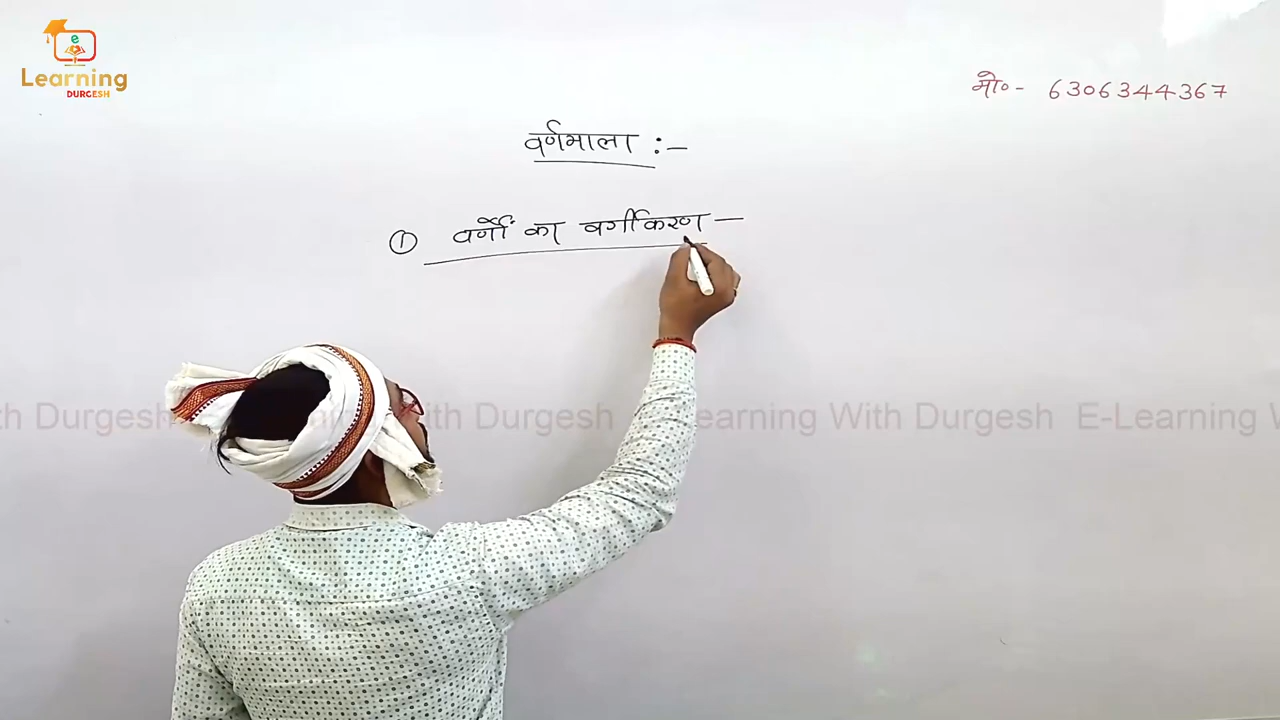 e
Learning
DURGESH
मो०- 6306344367
वर्णमाला :-
① वर्णों का वर्गीकरण -
With Durgesh E-Learning With Durgesh E-Learning With Durgesh E-Learning W